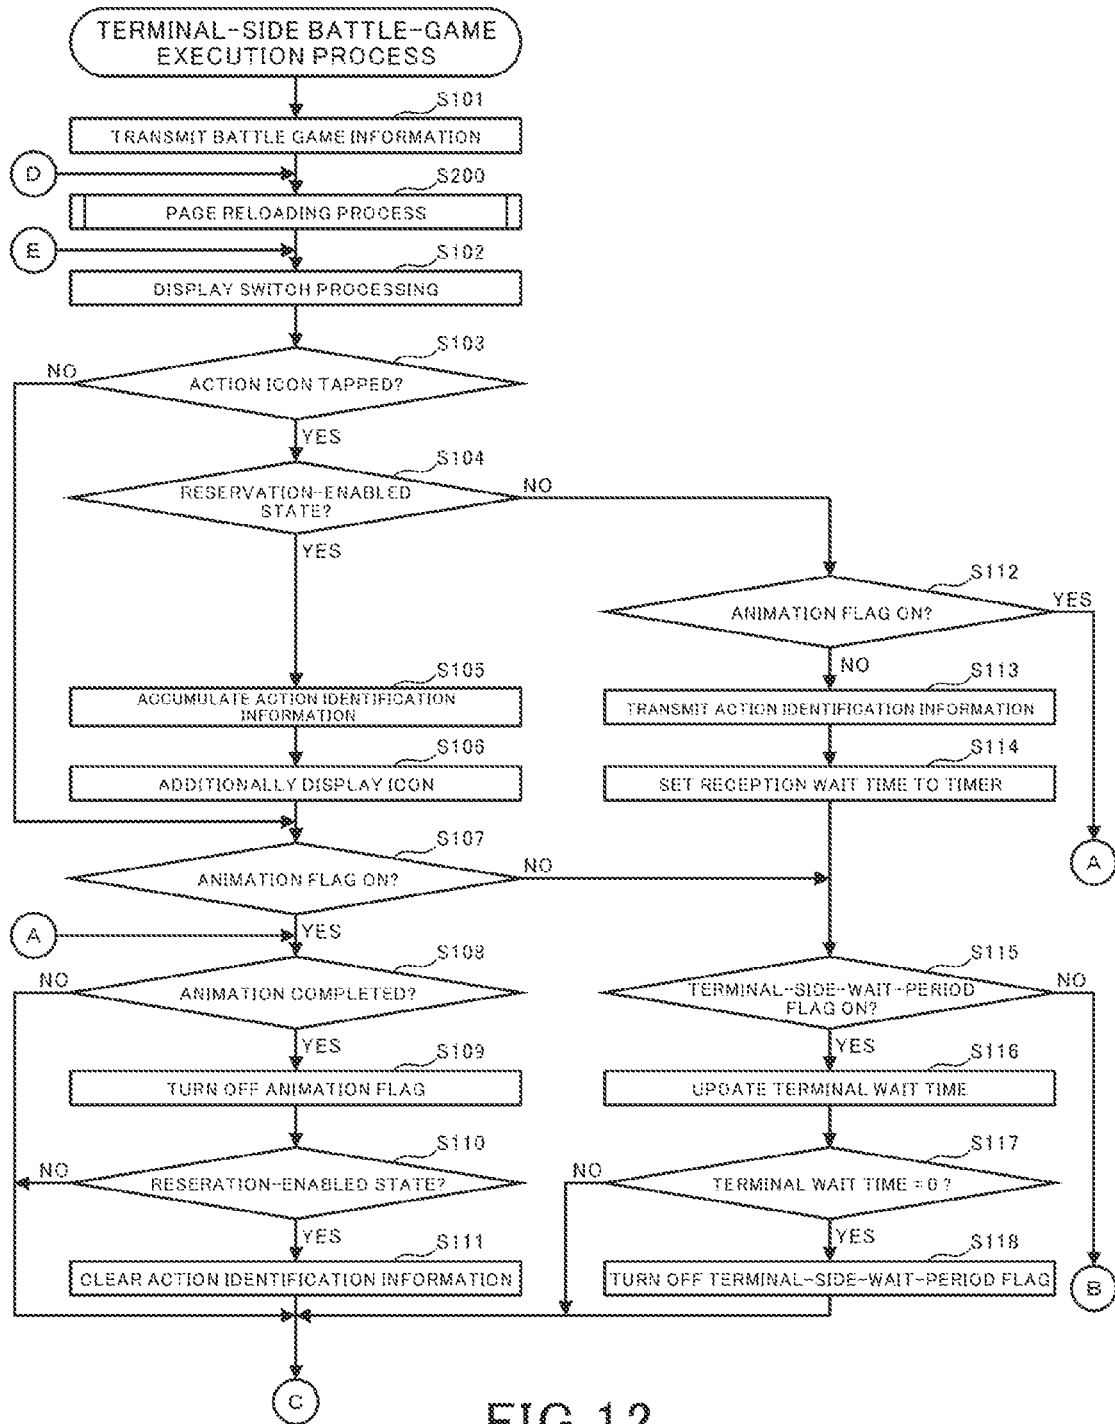 TERMINAL-SIDE BATTLE-GAME
EXECUTION PROCESS
S101
TRANSMIT BATTLE GAME INFORMATION
D
S200
PAGE RELOADING PROCESS
E
S102
DISPLAY SWITCH PROCESSING
S103
NO
ACTION ICON TAPPED?
YES
S104
RESERVATION-ENABLED
STATE?
NO
YES
S112
ANIMATION FLAG ON?
YES
NO
S105
ACCUMULATE ACTION IDENTIFICATION
INFORMATION
S113
TRANSMIT ACTION IDENTIFICATION INFORMATION
S106
ADDITIONALLY DISPLAY ICON
S114
SET RECEPTION WAIT TIME TO TIMER
A
S107
ANIMATION FLAG ON?
NO
YES
A
S108
NO
ANIMATION COMPLETED?
YES
S115
TERMINAL-SIDE-WAIT-PERIOD
FLAG ON?
NO
YES
S109
TURN OFF ANIMATION FLAG
S116
UPDATE TERMINAL WAIT TIME
S110
NO
RESERATION-ENABLED STATE?
YES
S117
NO
TERMINAL WAIT TIME = 0 ?
YES
S111
CLEAR ACTION IDENTIFICATION INFORMATION
S118
TURN OFF TERMINAL-SIDE-WAIT-PERIOD FLAG
B
C
FIG.12